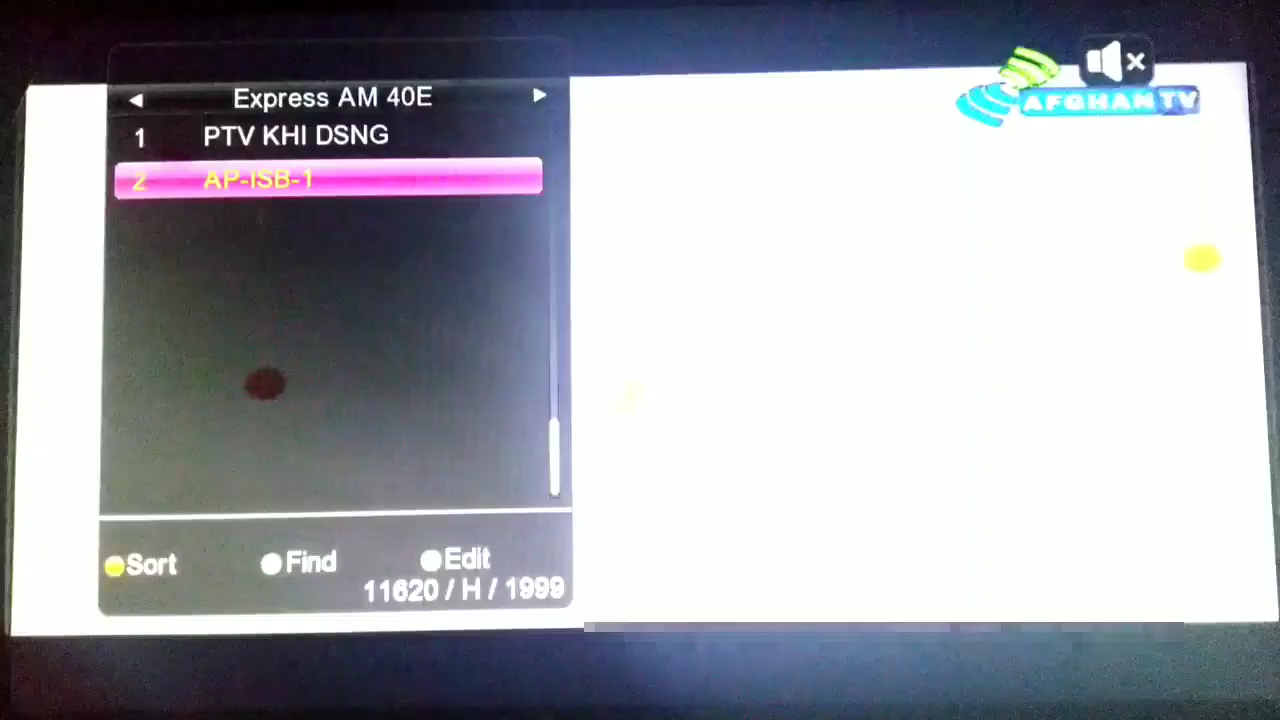 Express AM 40E
1 PTV KHI DSNG
2 AP-ISB-1
Sort Find Edit
11620 / H / 1999
AFGHAN TV